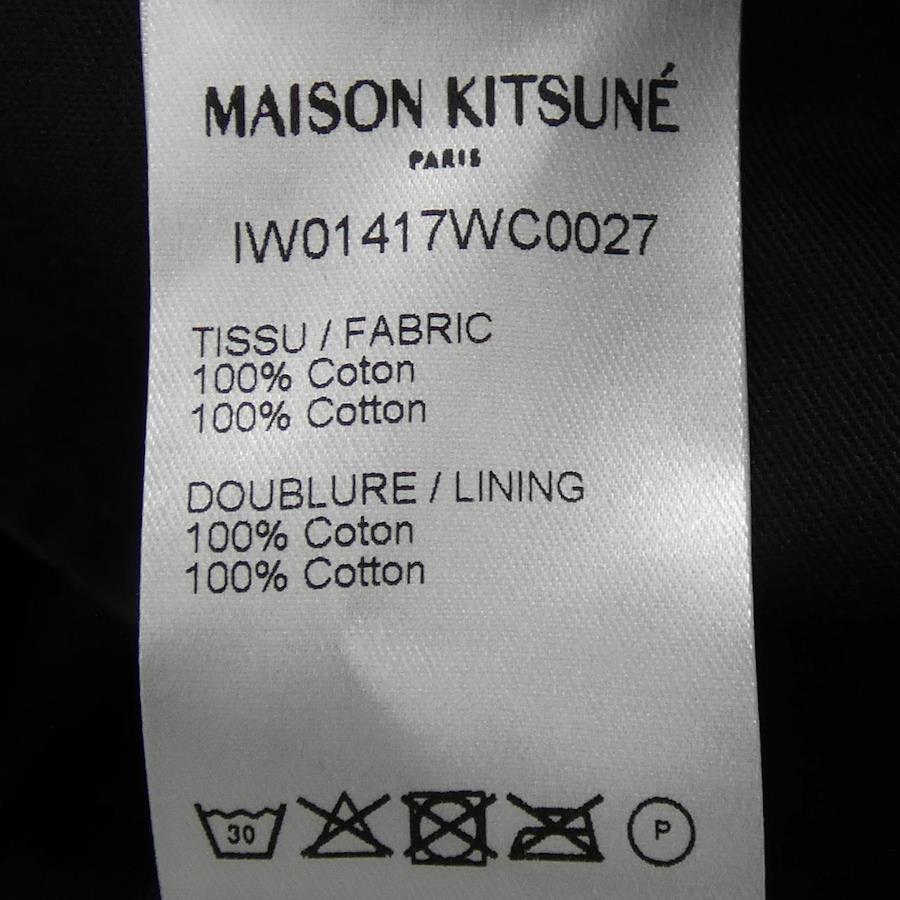 MAISON KITSUNÉ
PARIS
IW01417WC0027
TISSU / FABRIC
100% Coton
100% Cotton
DOUBLURE / LINING
100% Coton
100% Cotton
30
P